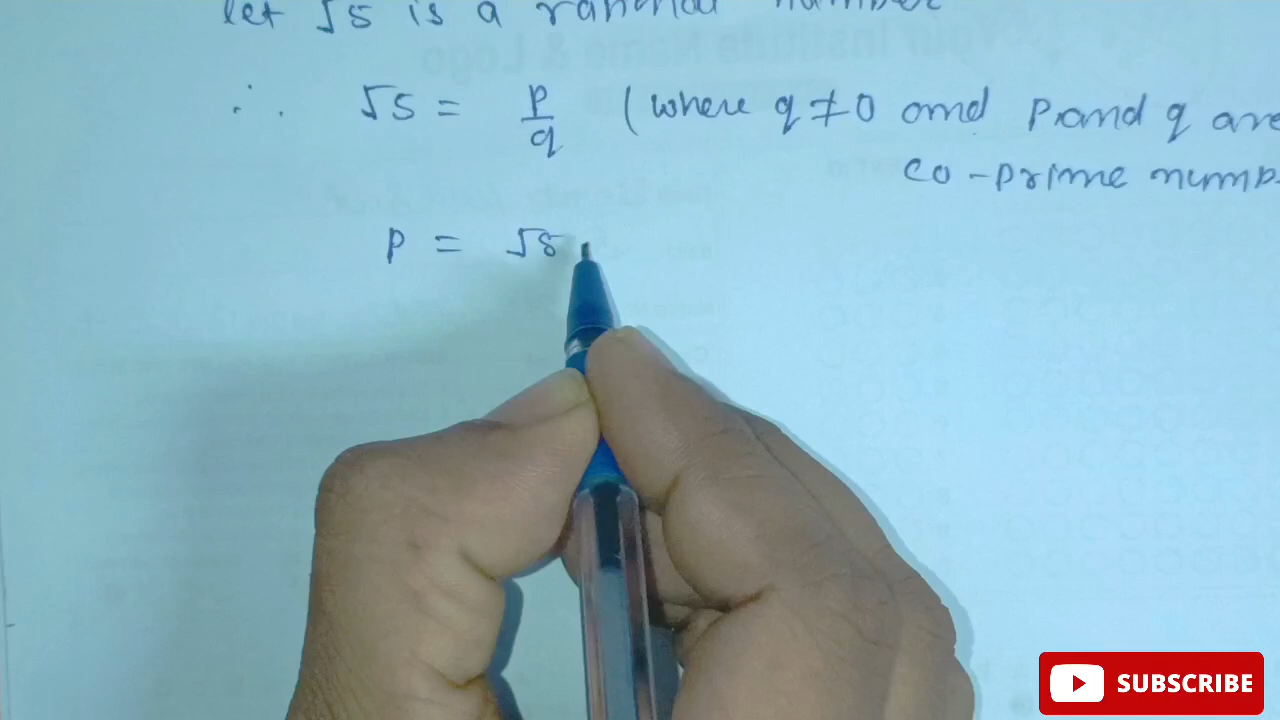 let √5 is a rational number
∴ √5 = p/q (where q ≠ 0 and p and q are
co-prime numb
p = √5
SUBSCRIBE